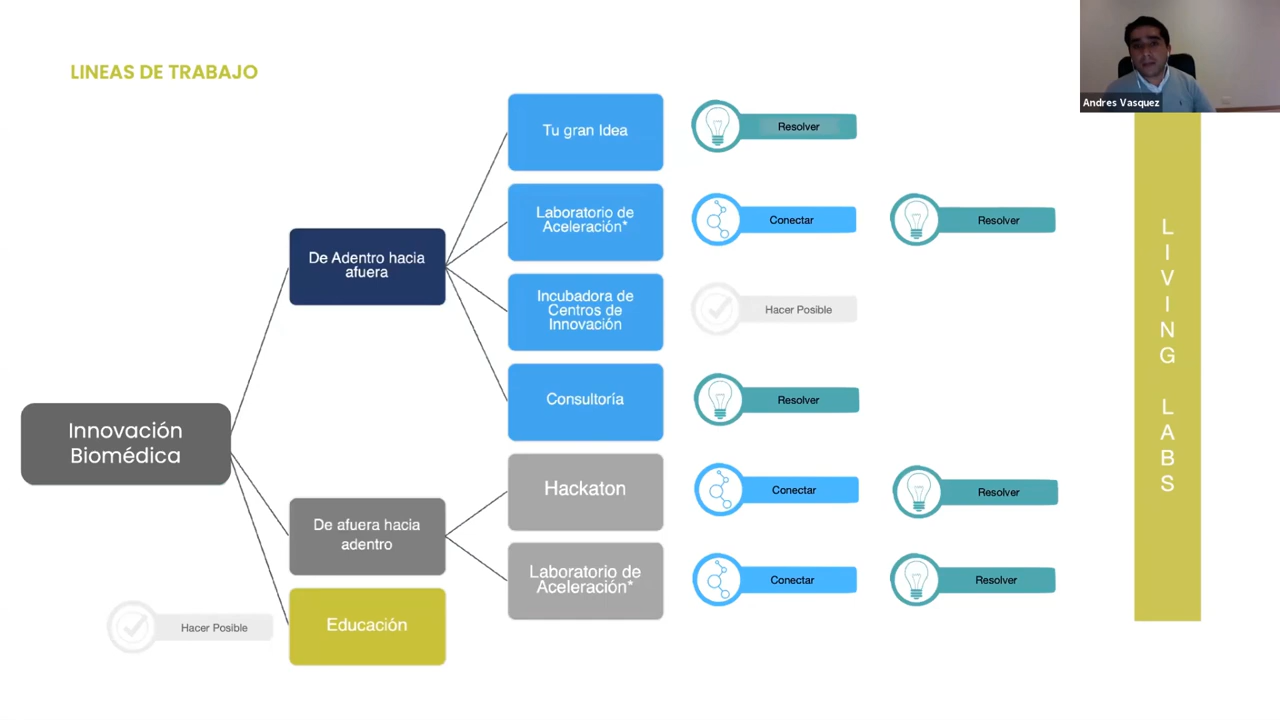 LINEAS DE TRABAJO
Andres Vasquez
Tu gran Idea
Resolver
Laboratorio de
Aceleración*
Conectar
Resolver
De Adentro hacia
afuera
Incubadora de
Centros de
Innovación
Hacer Posible
Consultoría
Resolver
Innovación
Biomédica
Hackaton
Conectar
Resolver
De afuera hacia
adentro
Laboratorio de
Aceleración*
Conectar
Resolver
Hacer Posible
Educación
LIVING LABS